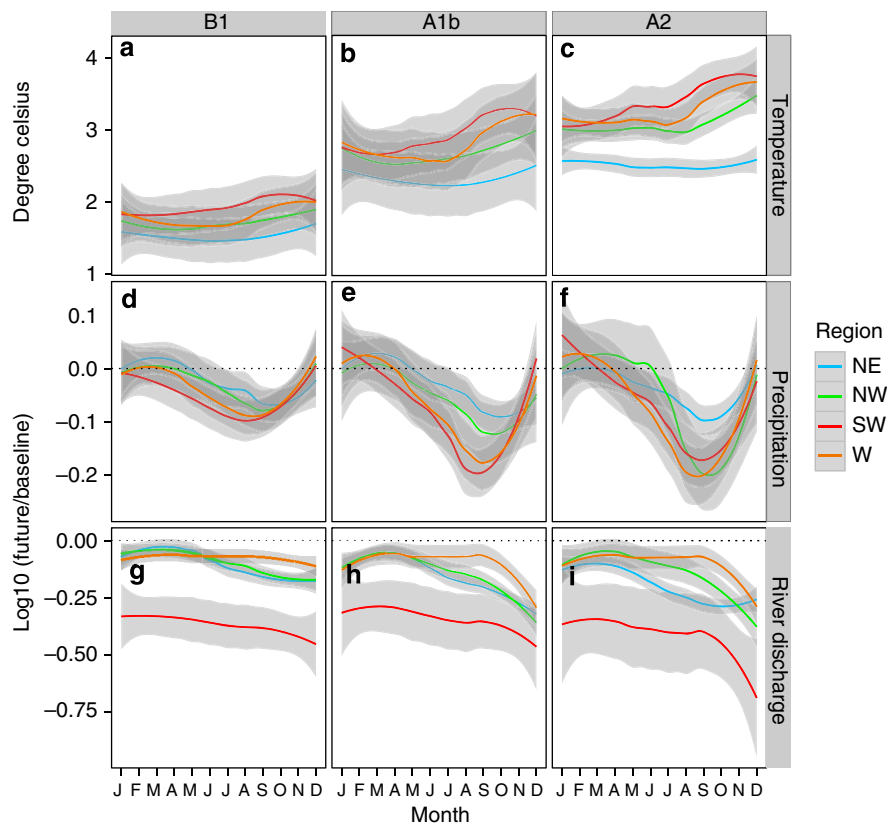 B1 A1b A2
a b c
4
3
2
1
Degree celsius
Temperature
d e f
0.1
0.0
−0.1
−0.2
Precipitation
Log10 (future/baseline)
g h i
0.00
−0.25
−0.50
−0.75
River discharge
J F M A M J J A S O N D J F M A M J J A S O N D J F M A M J J A S O N D
Month
Region
NE
NW
SW
W